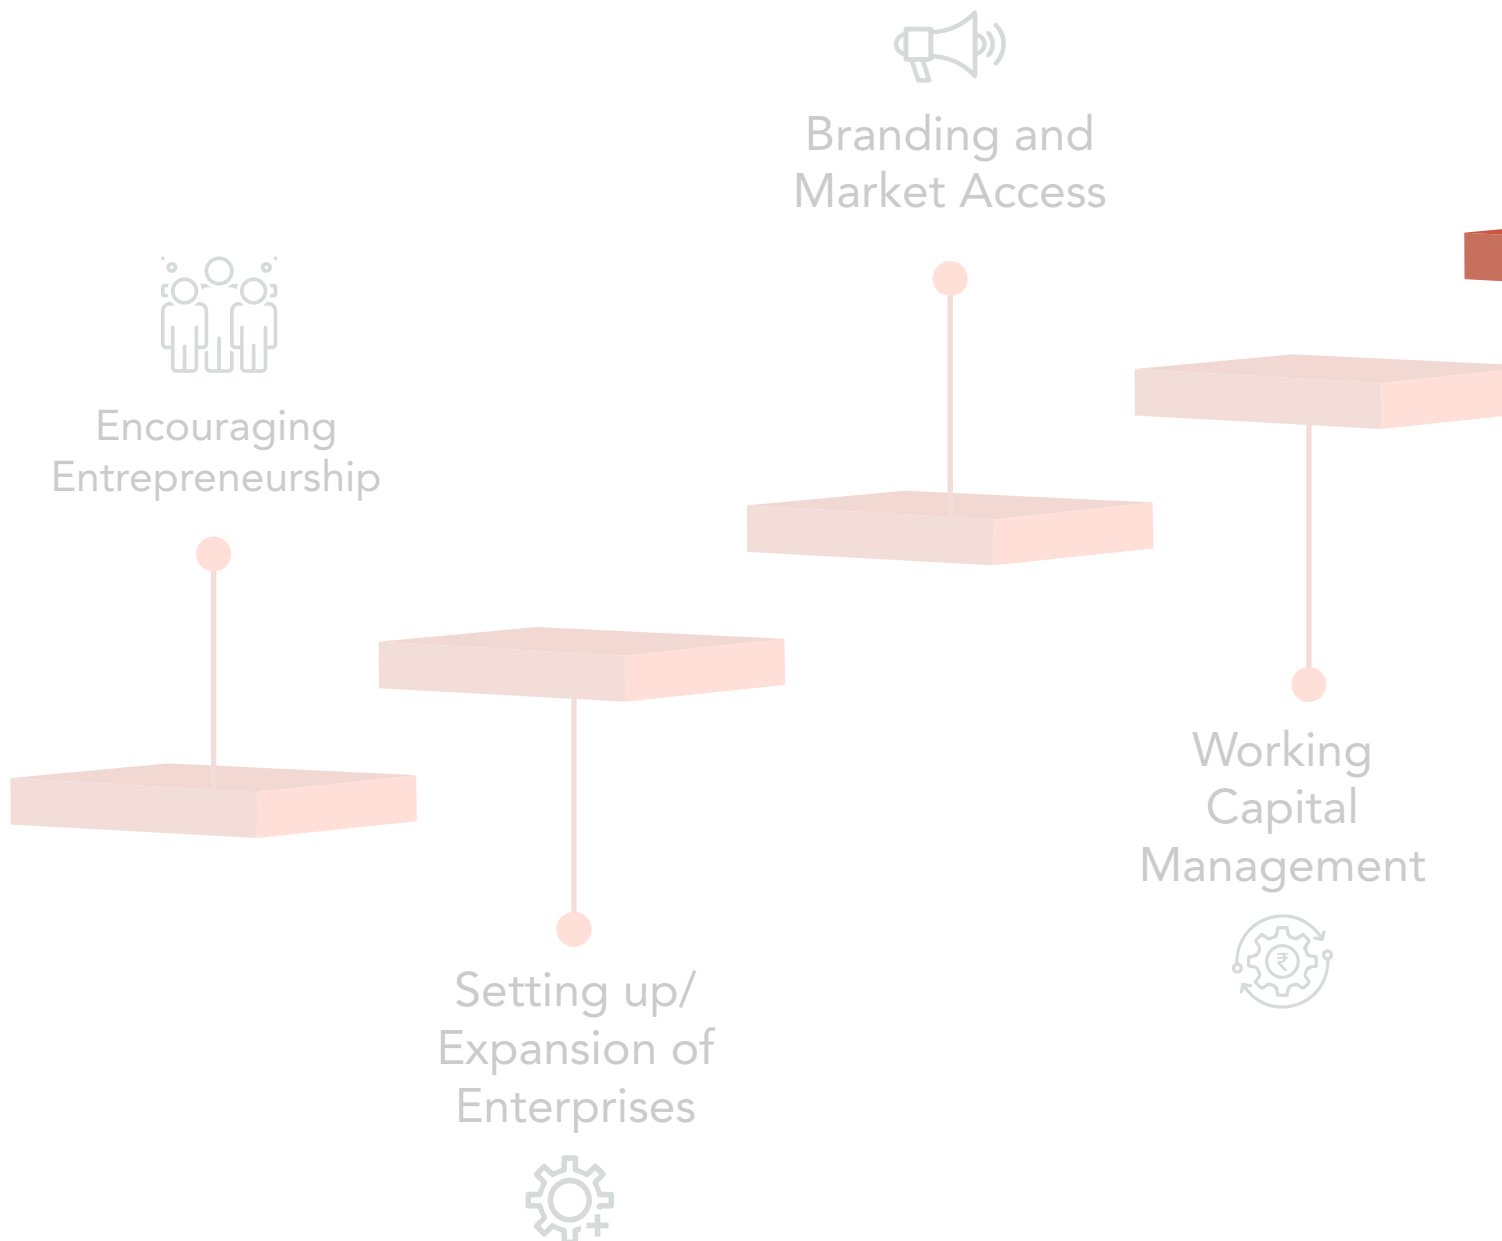 Encouraging
Entrepreneurship
Setting up/
Expansion of
Enterprises
Branding and
Market Access
Working
Capital
Management
₹